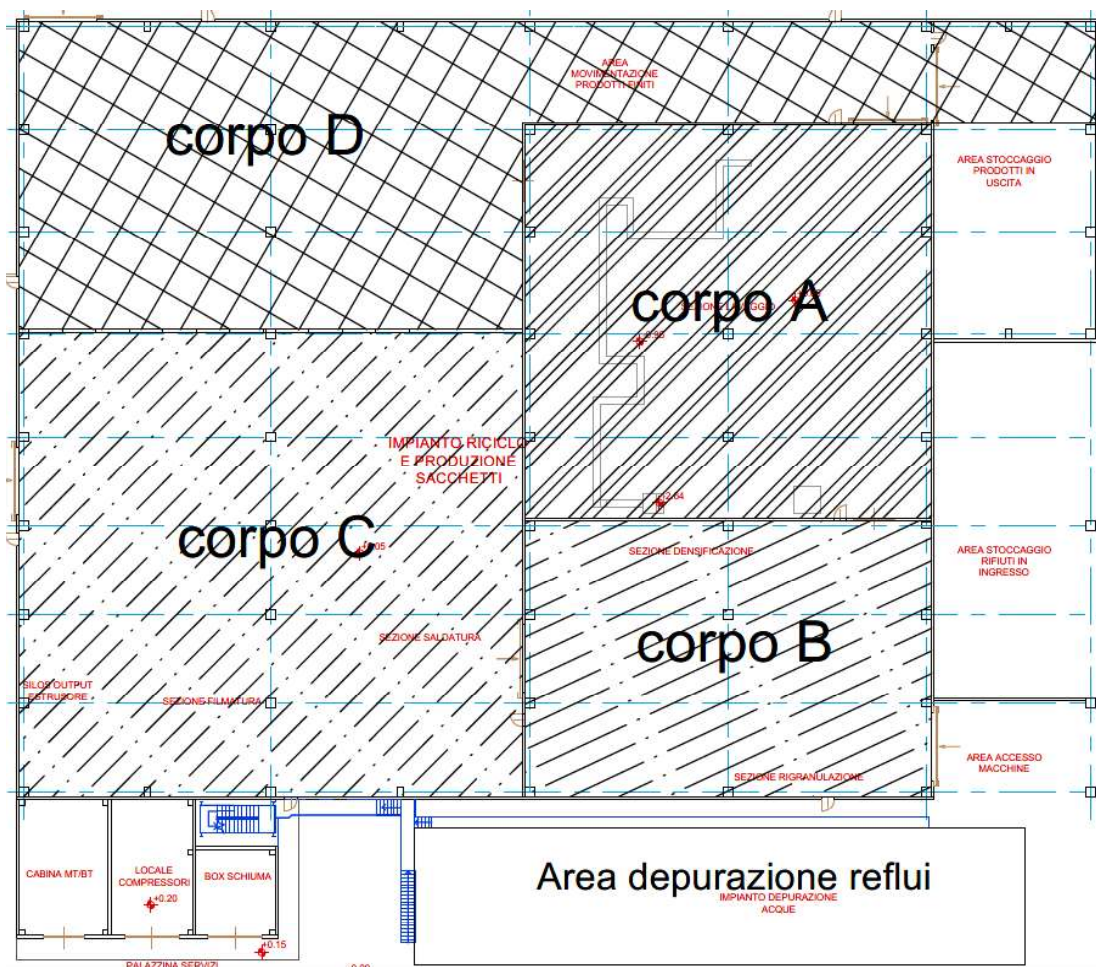 AREA
MOVIMENTAZIONE
PRODOTTI FINITI
corpo D
AREA STOCCAGGIO
PRODOTTI IN
USCITA
corpo A
SEZIONE LAVAGGIO
IMPIANTO RICICLO
E PRODUZIONE
SACCHETTI
corpo C
SEZIONE DENSIFICAZIONE
AREA STOCCAGGIO
RIFIUTI IN
INGRESSO
SEZIONE SALDATURA
corpo B
SILOS OUTPUT
ESTRUSORE
SEZIONE FILMATURA
SEZIONE RIGRANULAZIONE
AREA ACCESSO
MACCHINE
CABINA MT/BT
LOCALE
COMPRESSORI
+0.20
BOX SCHIUMA
Area depurazione reflui
IMPIANTO DEPURAZIONE
ACQUE
+0.15
PALAZZINA SERVIZI